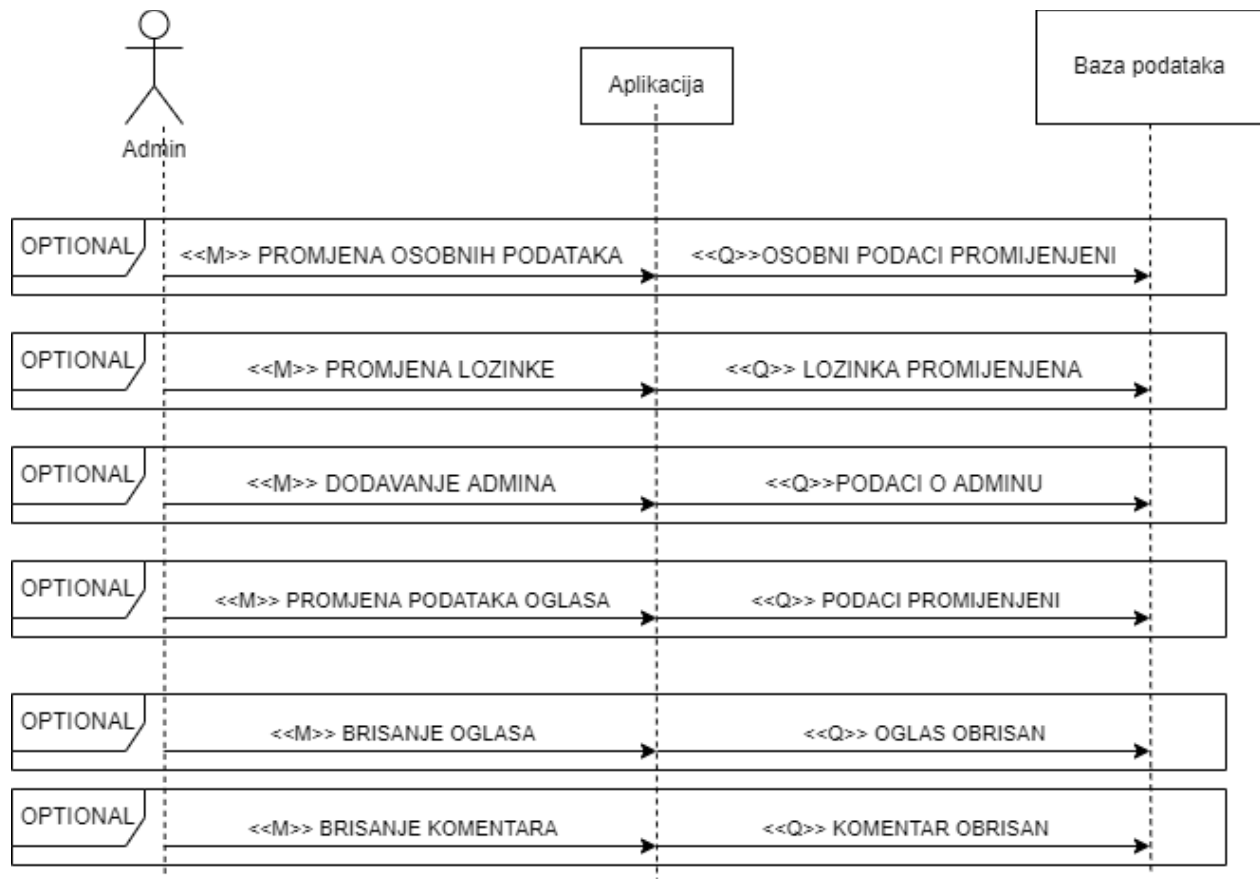 Aplikacija
Baza podataka
Admin
OPTIONAL
<<M>> PROMJENA OSOBNIH PODATAKA
<<Q>>OSOBNI PODACI PROMIJENJENI
OPTIONAL
<<M>> PROMJENA LOZINKE
<<Q>> LOZINKA PROMIJENJENA
OPTIONAL
<<M>> DODAVANJE ADMINA
<<Q>>PODACI O ADMINU
OPTIONAL
<<M>> PROMJENA PODATAKA OGLASA
<<Q>> PODACI PROMIJENJENI
OPTIONAL
<<M>> BRISANJE OGLASA
<<Q>> OGLAS OBRISAN
OPTIONAL
<<M>> BRISANJE KOMENTARA
<<Q>> KOMENTAR OBRISAN